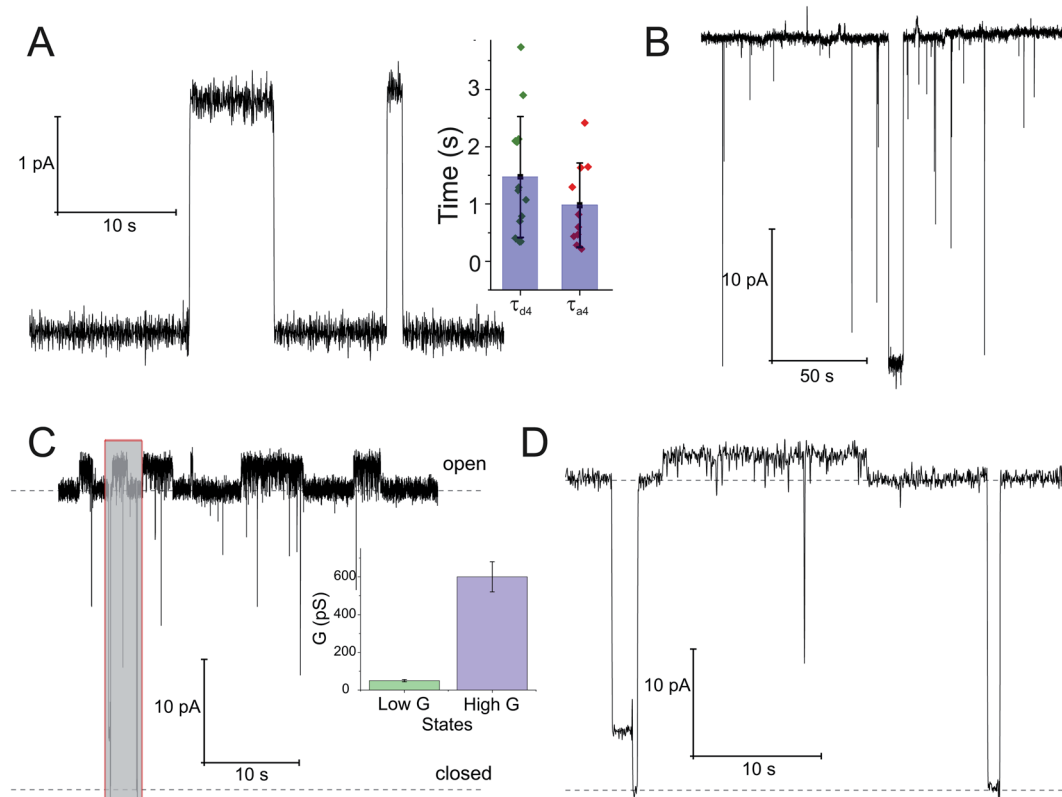 A
1 pA
10 s
Time (s)
3
2
1
0
τd4
τa4
B
10 pA
50 s
C
open
10 pA
10 s
closed
G (pS)
600
400
200
0
Low G
High G
States
D
10 pA
10 s